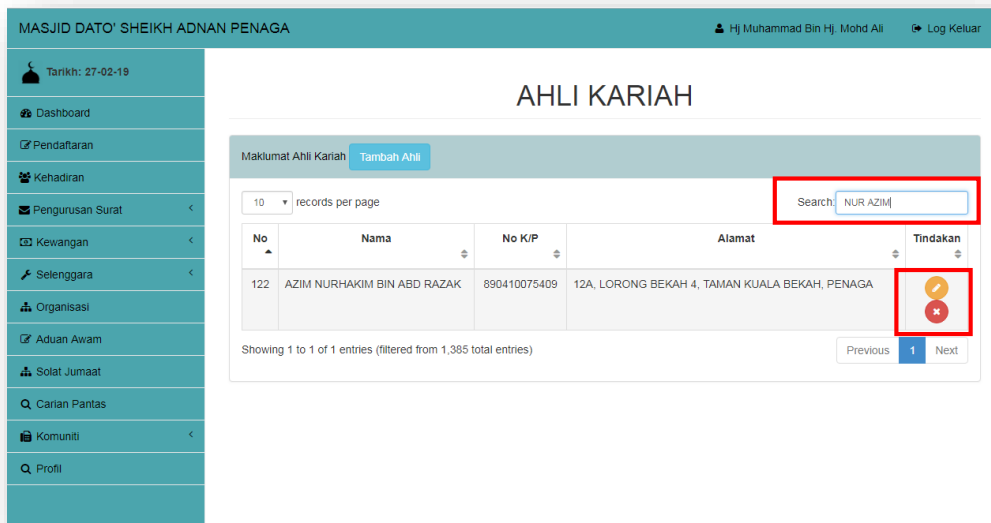 MASJID DATO' SHEIKH ADNAN PENAGA
Hj Muhammad Bin Hj. Mohd Ali
Log Keluar
Tarikh: 27-02-19
Dashboard
Pendaftaran
Kehadiran
Pengurusan Surat
Kewangan
Selenggara
Organisasi
Aduan Awam
Solat Jumaat
Carian Pantas
Komuniti
Profil
AHLI KARIAH
Maklumat Ahli Kariah Tambah Ahli
10 records per page
Search: NUR AZIM
No Nama No K/P Alamat Tindakan
122 AZIM NURHAKIM BIN ABD RAZAK 890410075409 12A, LORONG BEKAH 4, TAMAN KUALA BEKAH, PENAGA
Showing 1 to 1 of 1 entries (filtered from 1,385 total entries)
Previous 1 Next